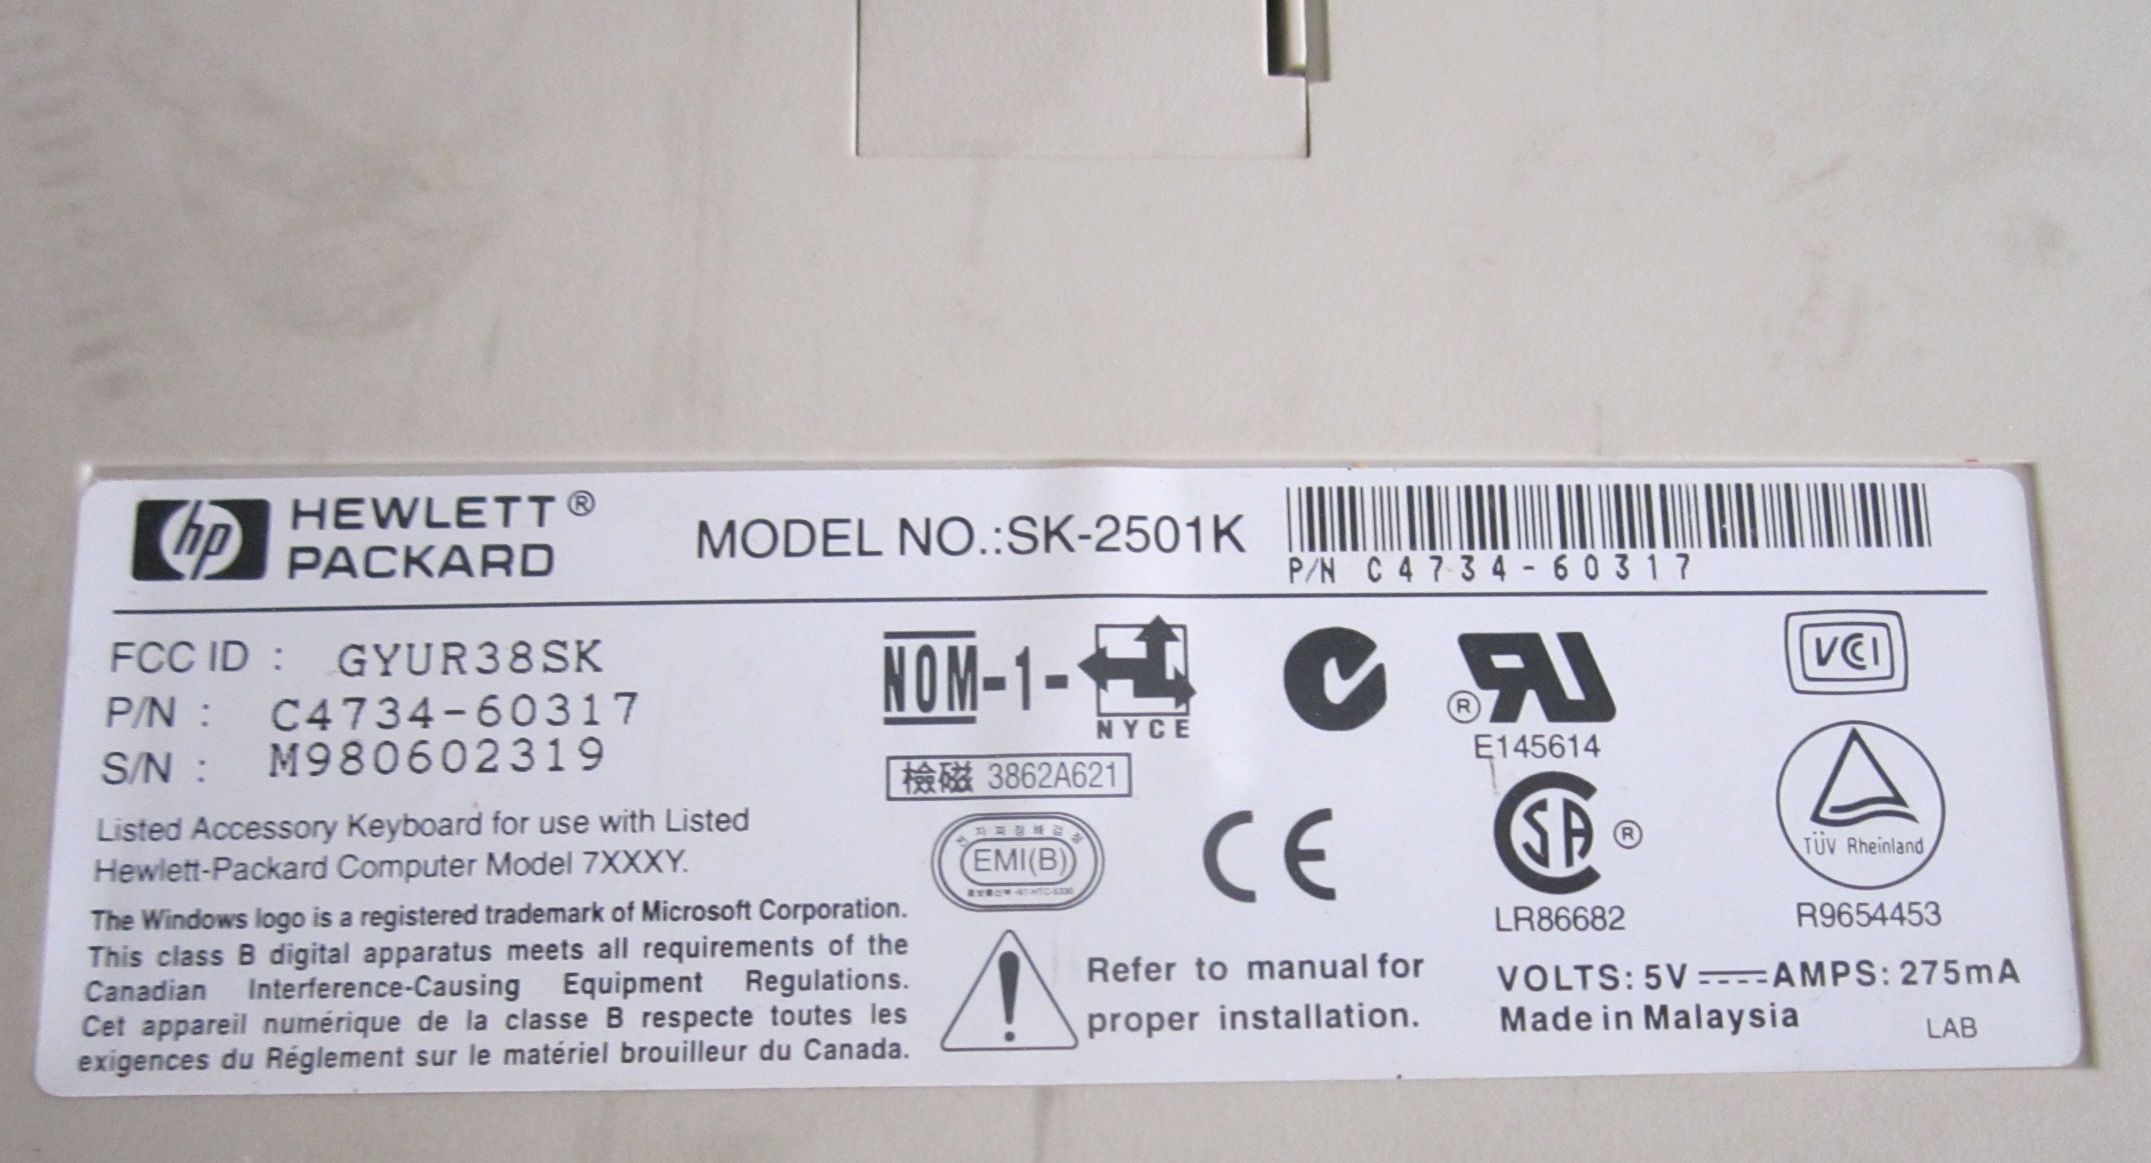 hp HEWLETT®
PACKARD
MODEL NO.:SK-2501K
P/N C4734-60317
FCC ID : GYUR38SK
P/N : C4734-60317
S/N : M980602319
Listed Accessory Keyboard for use with Listed
Hewlett-Packard Computer Model 7XXXY.
The Windows logo is a registered trademark of Microsoft Corporation.
This class B digital apparatus meets all requirements of the
Canadian Interference-Causing Equipment Regulations.
Cet appareil numérique de la classe B respecte toutes les
exigences du Réglement sur le matériel brouilleur du Canada.
NOM-1-
NYCE
檢磁 3862A621
EMI(B)
CE
Refer to manual for
proper installation.
®
E145614
SA ®
LR86682
VCI
TÜV Rheinland
R9654453
VOLTS: 5V AMPS: 275mA
Made in Malaysia
LAB